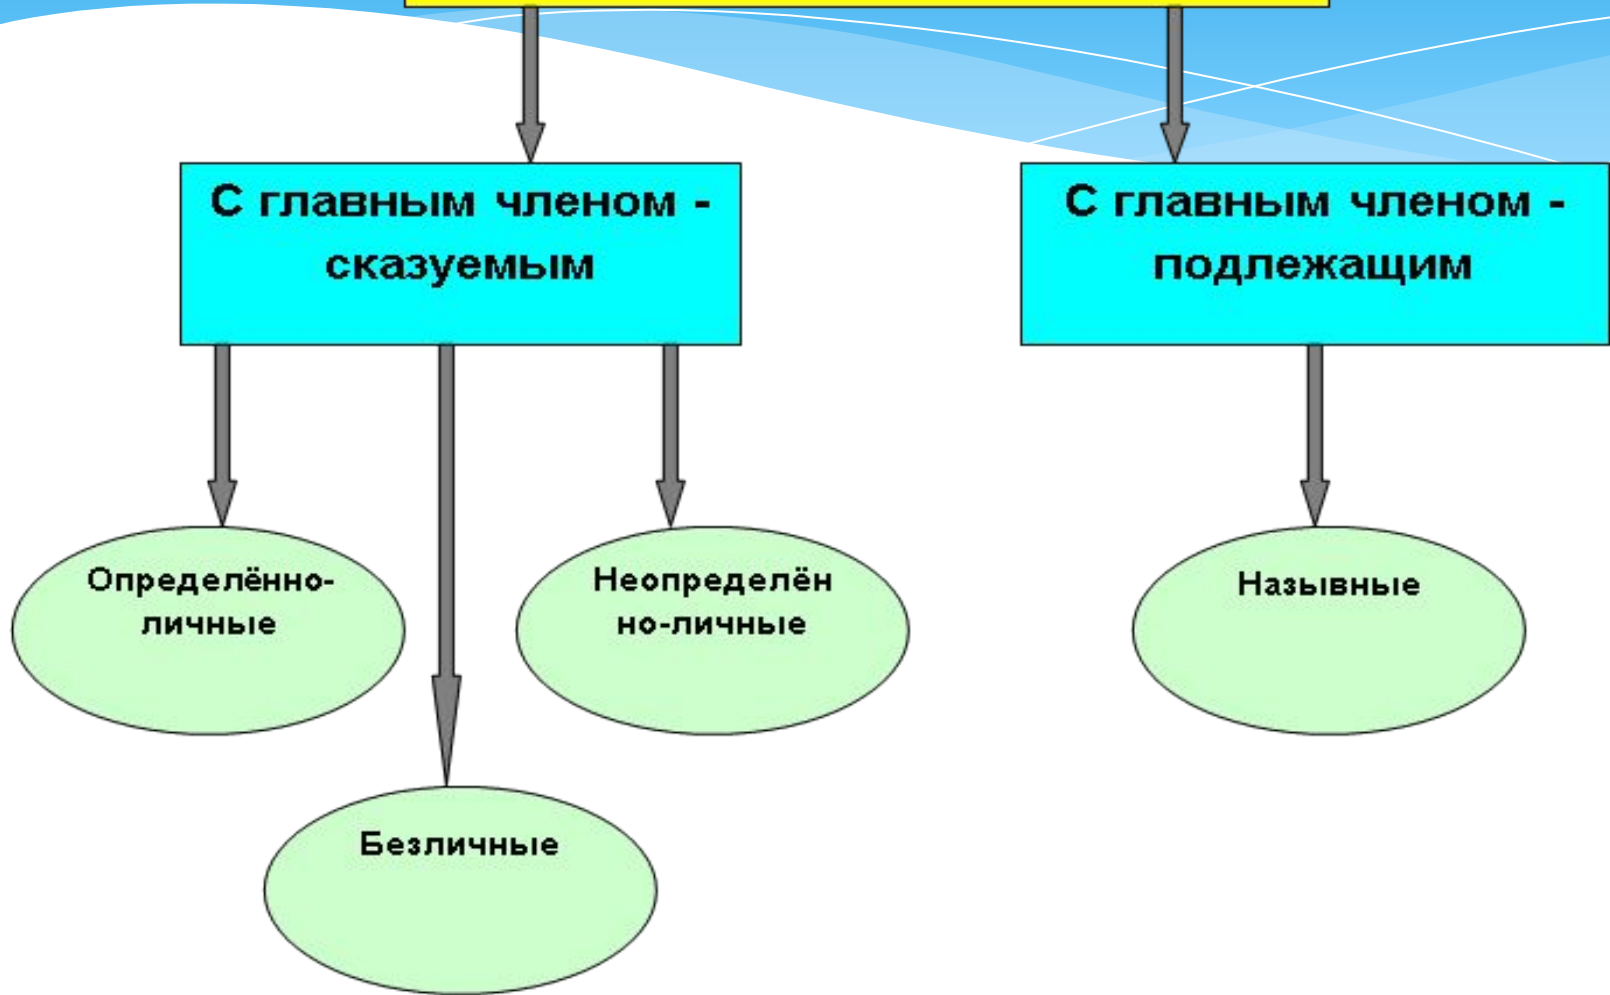 С главным членом -
сказуемым
С главным членом -
подлежащим
Определённо-
личные
Неопределён
но-личные
Назывные
Безличные